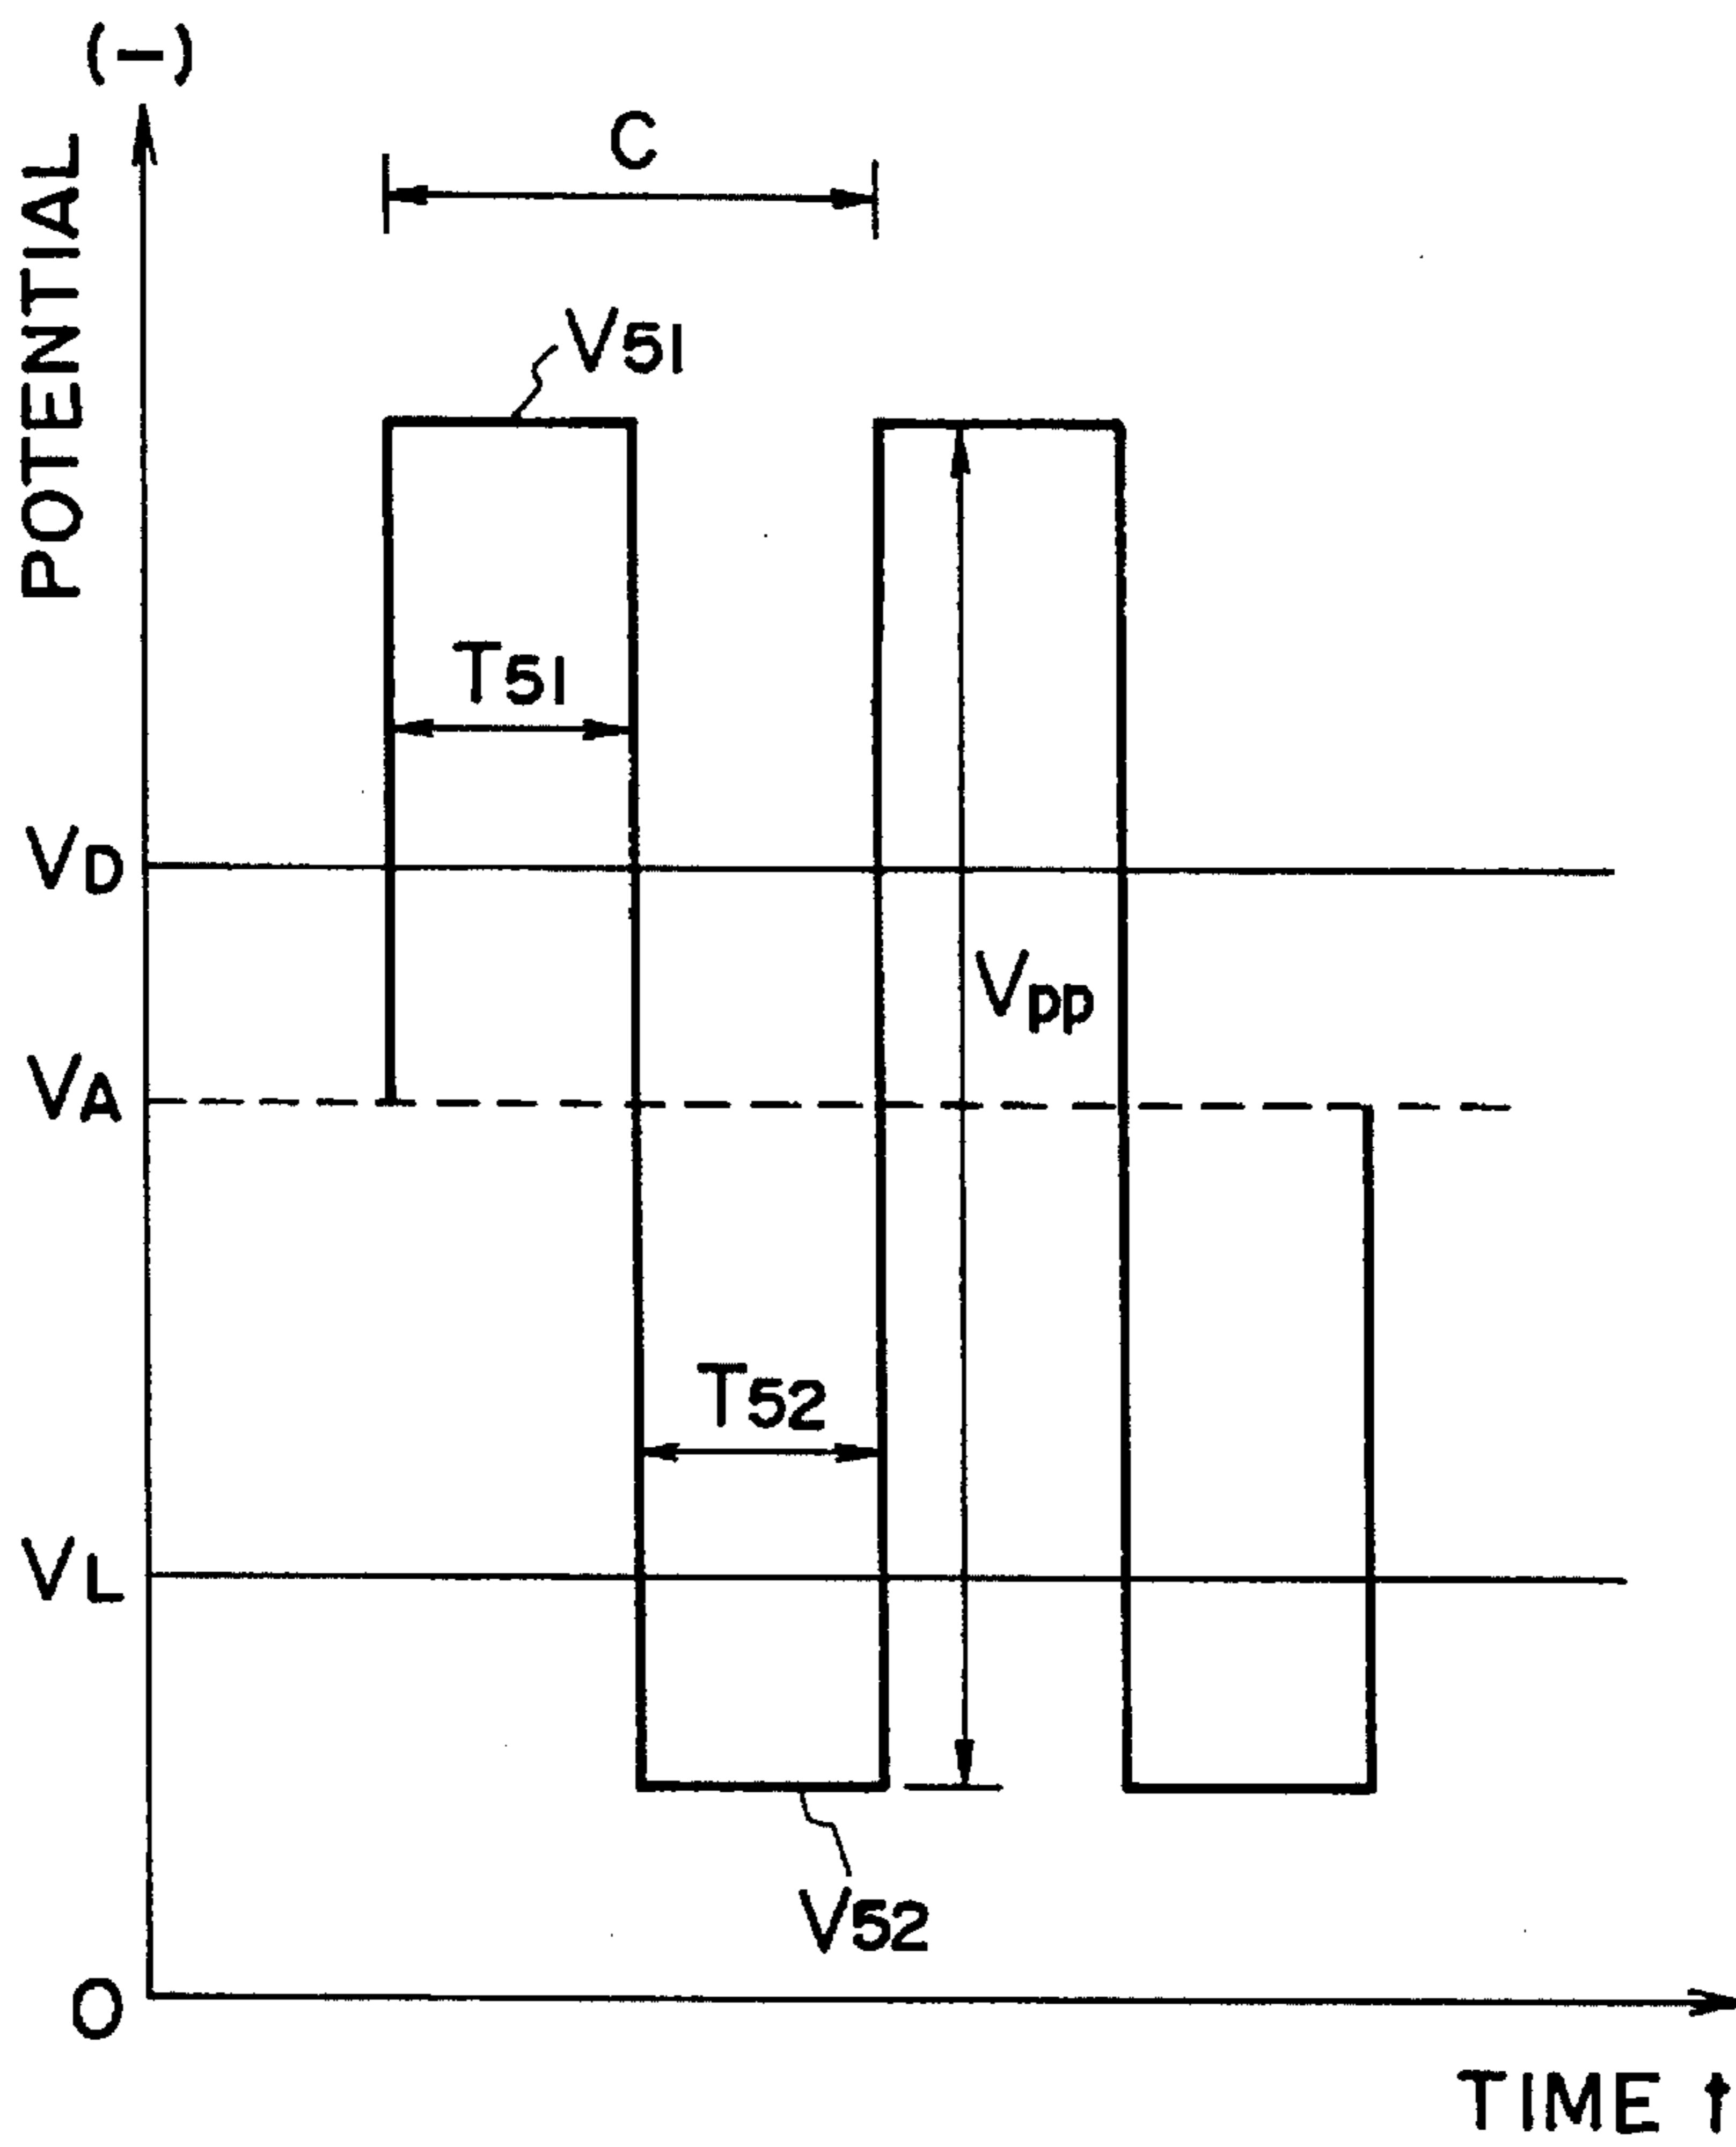 (-)
POTENTIAL
C
V51
T51
VD
Vpp
VA
T52
VL
V52
O
TIME t